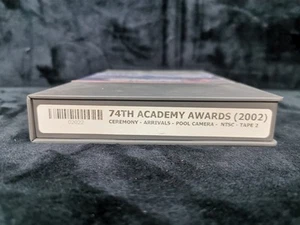 74TH ACADEMY AWARDS (2002)
CEREMONY - ARRIVALS - POOL CAMERA - NTSC - TAPE 2